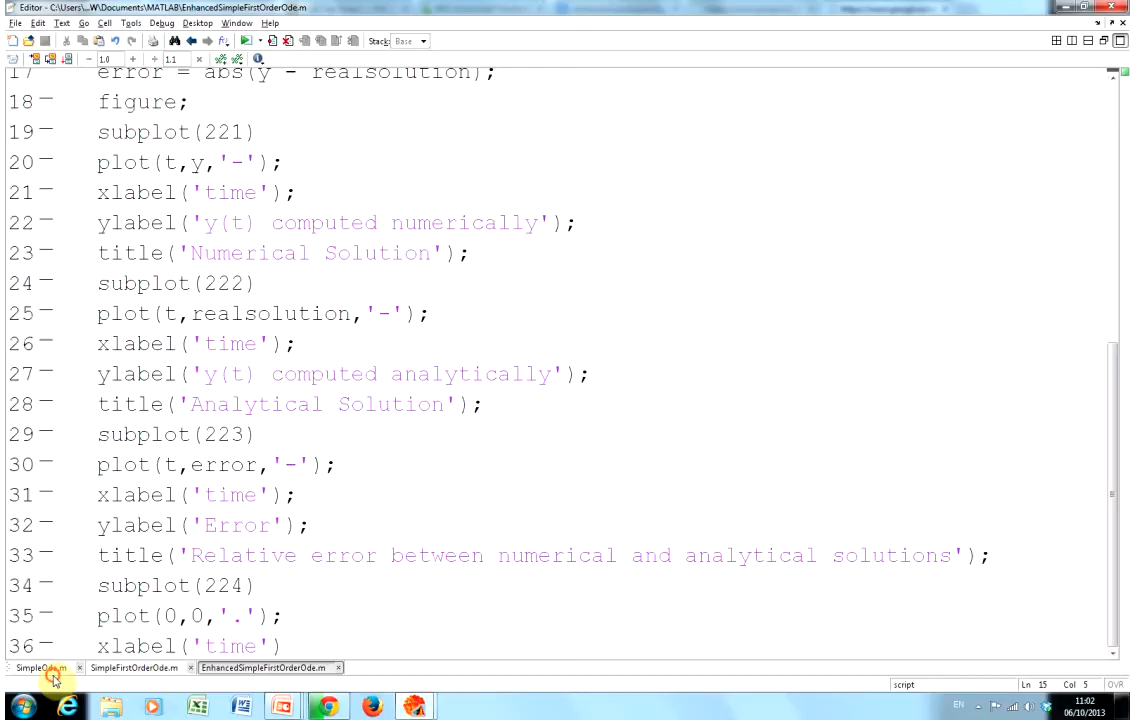 Editor - C:\Users\...W\Documents\MATLAB\EnhancedSimpleFirstOrderOde.m
File Edit Text Go Cell Tools Debug Desktop Window Help
Stack: Base
1.0 1.1
17 error = abs(y - realsolution);
18 figure;
19 subplot(221)
20 plot(t,y,'-');
21 xlabel('time');
22 ylabel('y(t) computed numerically');
23 title('Numerical Solution');
24 subplot(222)
25 plot(t,realsolution,'-');
26 xlabel('time');
27 ylabel('y(t) computed analytically');
28 title('Analytical Solution');
29 subplot(223)
30 plot(t,error,'-');
31 xlabel('time');
32 ylabel('Error');
33 title('Relative error between numerical and analytical solutions');
34 subplot(224)
35 plot(0,0,'.');
36 xlabel('time')
SimpleOde.m SimpleFirstOrderOde.m EnhancedSimpleFirstOrderOde.m
script Ln 15 Col 5 OVR
EN 11:02
06/10/2013